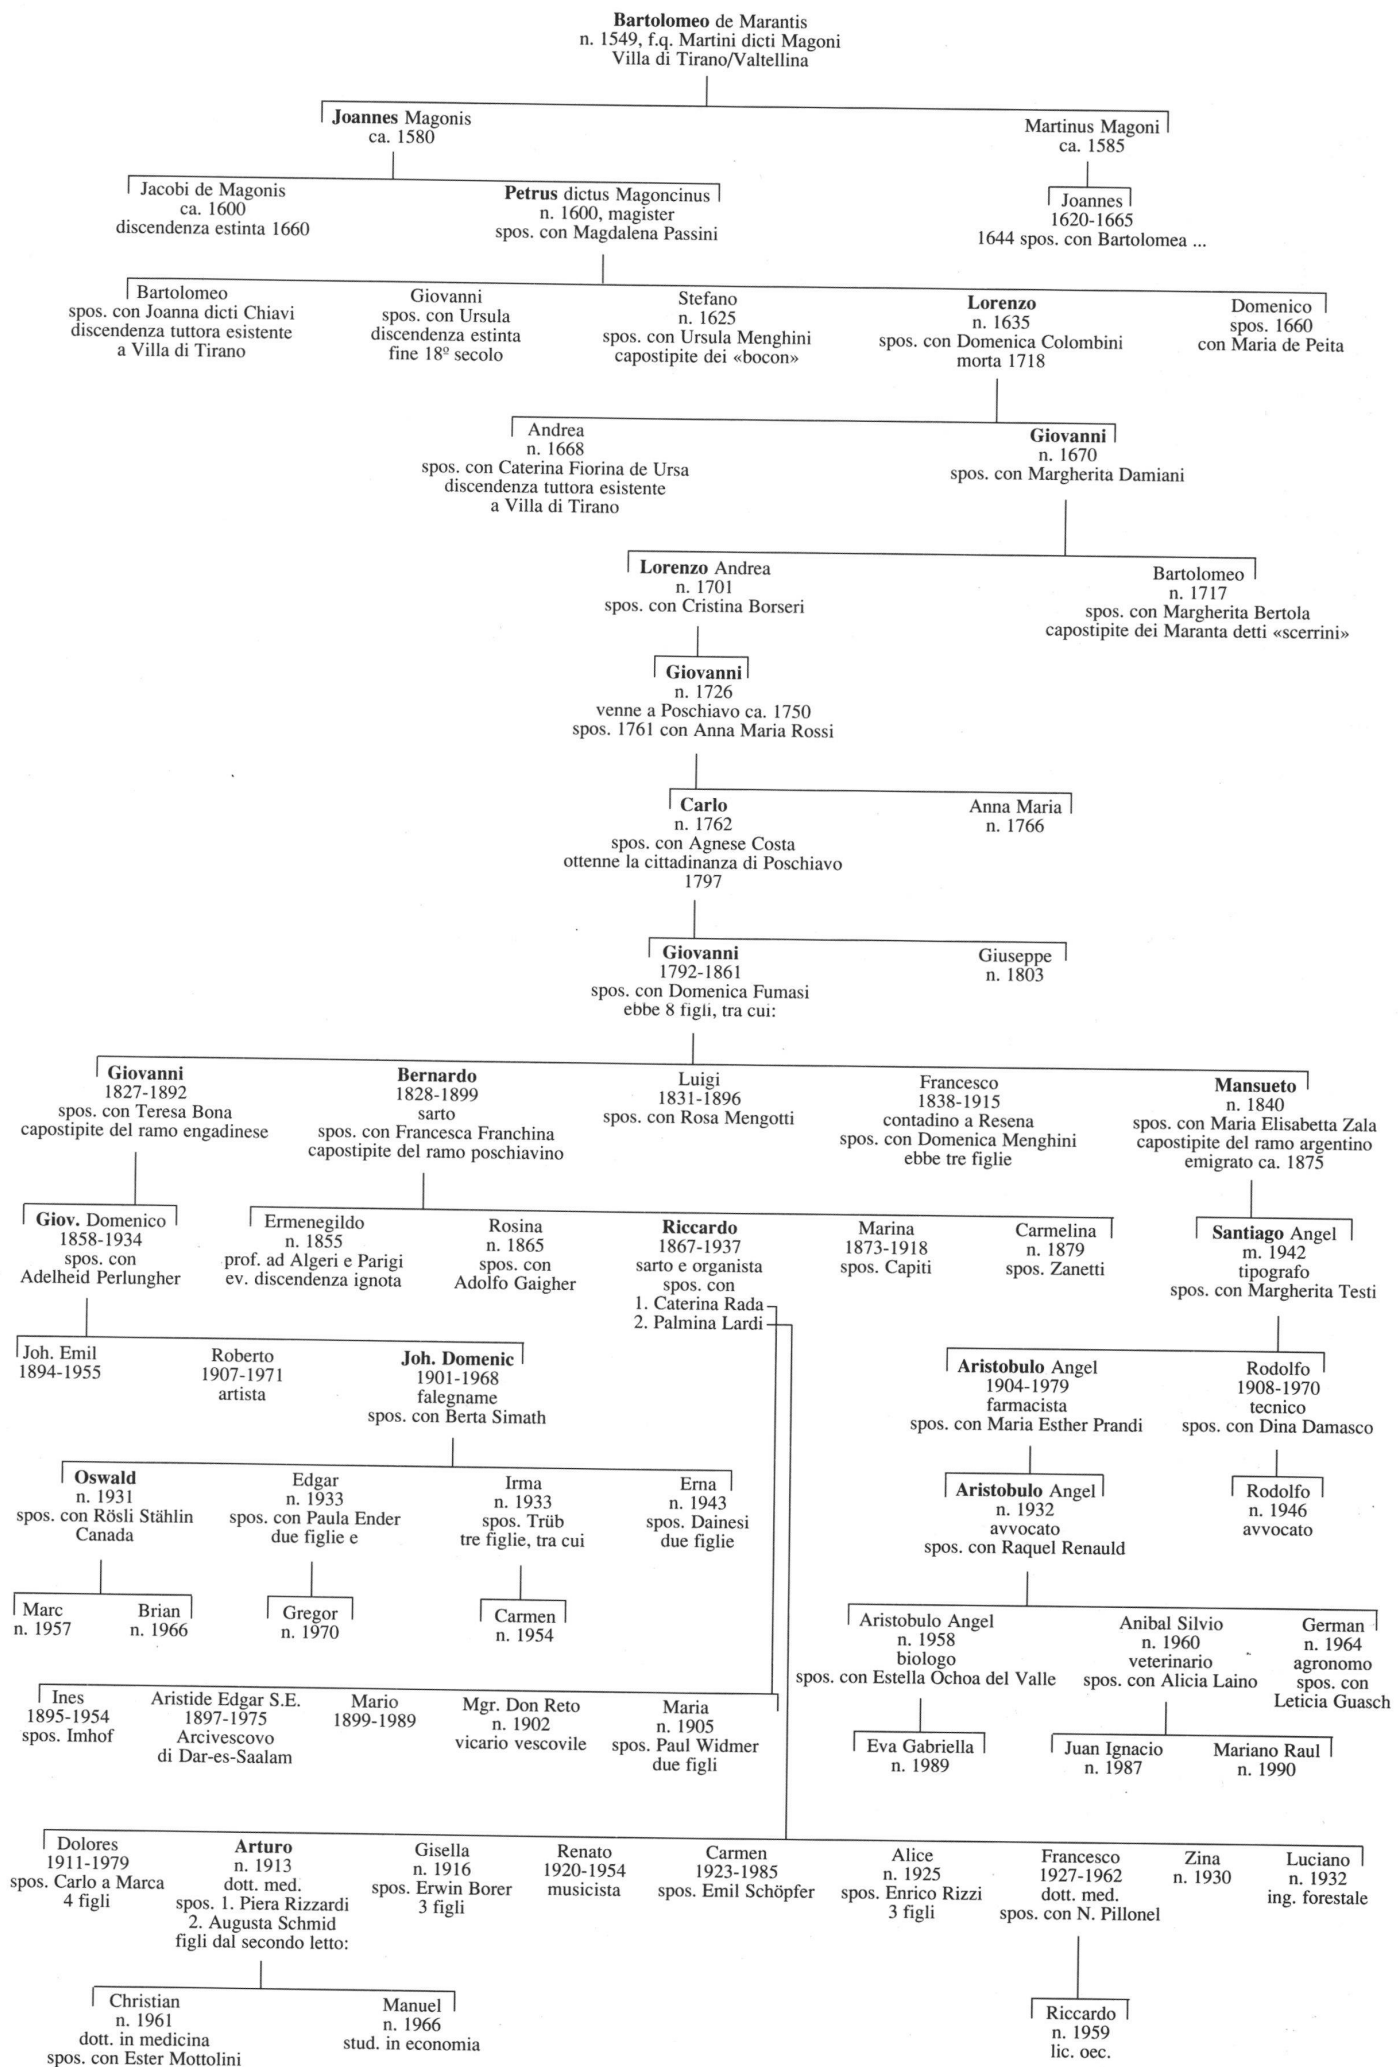 Bartolomeo de Marantis
n. 1549, f.q. Martini dicti Magoni
Villa di Tirano/Valtellina
Joannes Magonis
ca. 1580
Martinus Magoni
ca. 1585
Jacobi de Magonis
ca. 1600
discendenza estinta 1660
Petrus dictus Magoncinus
n. 1600, magister
spos. con Magdalena Passini
Joannes
1620-1665
1644 spos. con Bartolomea ...
Bartolomeo
spos. con Joanna dicti Chiavi
discendenza tuttora esistente
a Villa di Tirano
Giovanni
spos. con Ursula
discendenza estinta
fine 18º secolo
Stefano
n. 1625
spos. con Ursula Menghini
capostipite dei «bocon»
Lorenzo
n. 1635
spos. con Domenica Colombini
morta 1718
Domenico
spos. 1660
con Maria de Peita
Andrea
n. 1668
spos. con Caterina Fiorina de Ursa
discendenza tuttora esistente
a Villa di Tirano
Giovanni
n. 1670
spos. con Margherita Damiani
Lorenzo Andrea
n. 1701
spos. con Cristina Borseri
Bartolomeo
n. 1717
spos. con Margherita Bertola
capostipite dei Maranta detti «scerrini»
Giovanni
n. 1726
venne a Poschiavo ca. 1750
spos. 1761 con Anna Maria Rossi
Carlo
n. 1762
spos. con Agnese Costa
ottenne la cittadinanza di Poschiavo
1797
Anna Maria
n. 1766
Giovanni
1792-1861
spos. con Domenica Fumasi
ebbe 8 figli, tra cui:
Giuseppe
n. 1803
Giovanni
1827-1892
spos. con Teresa Bona
capostipite del ramo engadinese
Bernardo
1828-1899
sarto
spos. con Francesca Franchina
capostipite del ramo poschiavino
Luigi
1831-1896
spos. con Rosa Mengotti
Francesco
1838-1915
contadino a Resena
spos. con Domenica Menghini
ebbe tre figlie
Mansueto
n. 1840
spos. con Maria Elisabetta Zala
capostipite del ramo argentino
emigrato ca. 1875
Giov. Domenico
1858-1934
spos. con
Adelheid Perlungher
Ermenegildo
n. 1855
prof. ad Algeri e Parigi
ev. discendenza ignota
Rosina
n. 1865
spos. con
Adolfo Gaigher
Riccardo
1867-1937
sarto e organista
spos. con
1. Caterina Rada
2. Palmina Lardi
Marina
1873-1918
spos. Capiti
Carmelina
n. 1879
spos. Zanetti
Santiago Angel
m. 1942
tipografo
spos. con Margherita Testi
Joh. Emil
1894-1955
Roberto
1907-1971
artista
Joh. Domenic
1901-1968
falegname
spos. con Berta Simath
Aristobulo Angel
1904-1979
farmacista
spos. con Maria Esther Prandi
Rodolfo
1908-1970
tecnico
spos. con Dina Damasco
Oswald
n. 1931
spos. con Rösli Stählin
Canada
Edgar
n. 1933
spos. con Paula Ender
due figlie e
Irma
n. 1933
spos. Trüb
tre figlie, tra cui
Erna
n. 1943
spos. Dainesi
due figlie
Aristobulo Angel
n. 1932
avvocato
spos. con Raquel Renauld
Rodolfo
n. 1946
avvocato
Marc
n. 1957
Brian
n. 1966
Gregor
n. 1970
Carmen
n. 1954
Aristobulo Angel
n. 1958
biologo
spos. con Estella Ochoa del Valle
Anibal Silvio
n. 1960
veterinario
spos. con Alicia Laino
German
n. 1964
agronomo
spos. con
Leticia Guasch
Ines
1895-1954
spos. Imhof
Aristide Edgar S.E.
1897-1975
Arcivescovo
di Dar-es-Saalam
Mario
1899-1989
Mgr. Don Reto
n. 1902
vicario vescovile
Maria
n. 1905
spos. Paul Widmer
due figli
Eva Gabriella
n. 1989
Juan Ignacio
n. 1987
Mariano Raul
n. 1990
Dolores
1911-1979
spos. Carlo a Marca
4 figli
Arturo
n. 1913
dott. med.
spos. 1. Piera Rizzardi
2. Augusta Schmid
figli dal secondo letto:
Gisella
n. 1916
spos. Erwin Borer
3 figli
Renato
1920-1954
musicista
Carmen
1923-1985
spos. Emil Schöpfer
Alice
n. 1925
spos. Enrico Rizzi
3 figli
Francesco
1927-1962
dott. med.
spos. con N. Pillonel
Zina
n. 1930
Luciano
n. 1932
ing. forestale
Christian
n. 1961
dott. in medicina
spos. con Ester Mottolini
Manuel
n. 1966
stud. in economia
Riccardo
n. 1959
lic. oec.